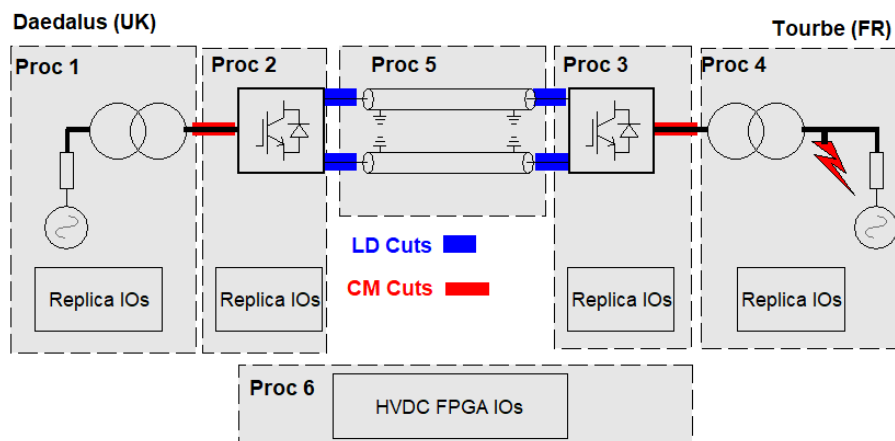 Daedalus (UK)
Tourbe (FR)
Proc 1
Proc 2
Proc 5
Proc 3
Proc 4
LD Cuts
CM Cuts
Replica IOs
Replica IOs
Replica IOs
Replica IOs
Proc 6
HVDC FPGA IOs